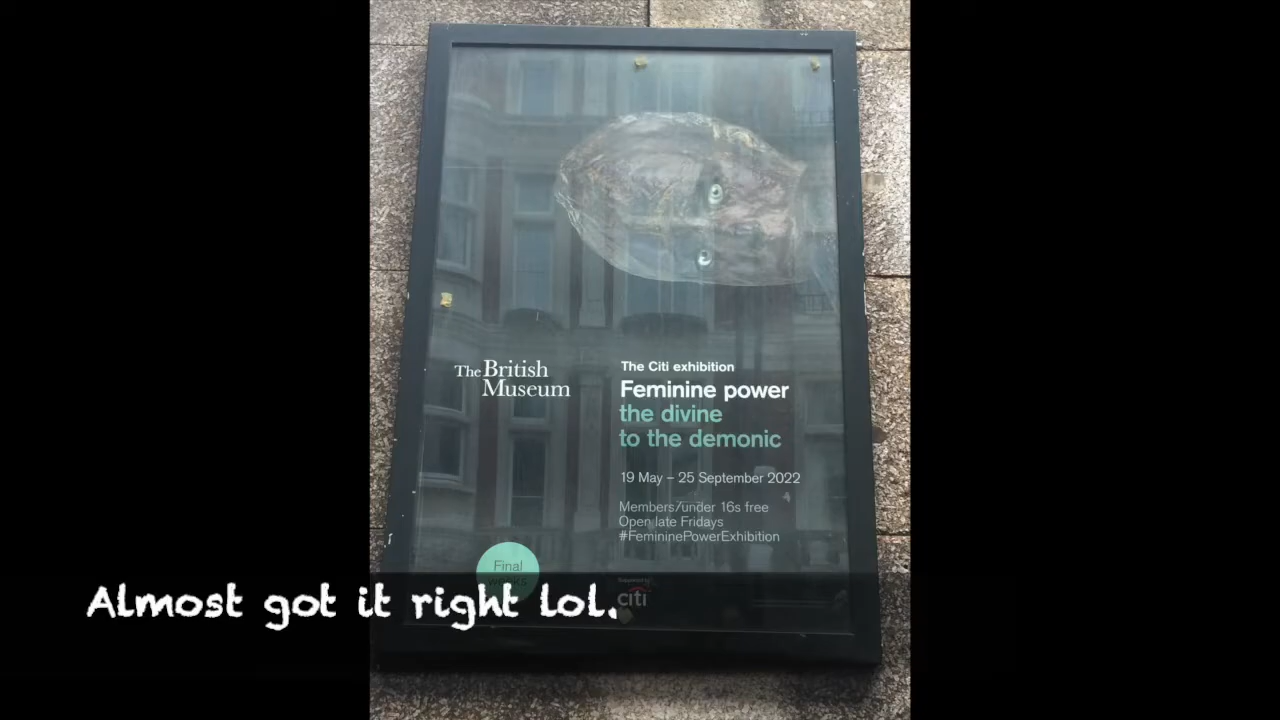 The British
Museum
The Citi exhibition
Feminine power
the divine
to the demonic
19 May – 25 September 2022
Members/under 16s free
Open late Fridays
#FemininePowerExhibition
Final
weeks
citi
Almost got it right lol.